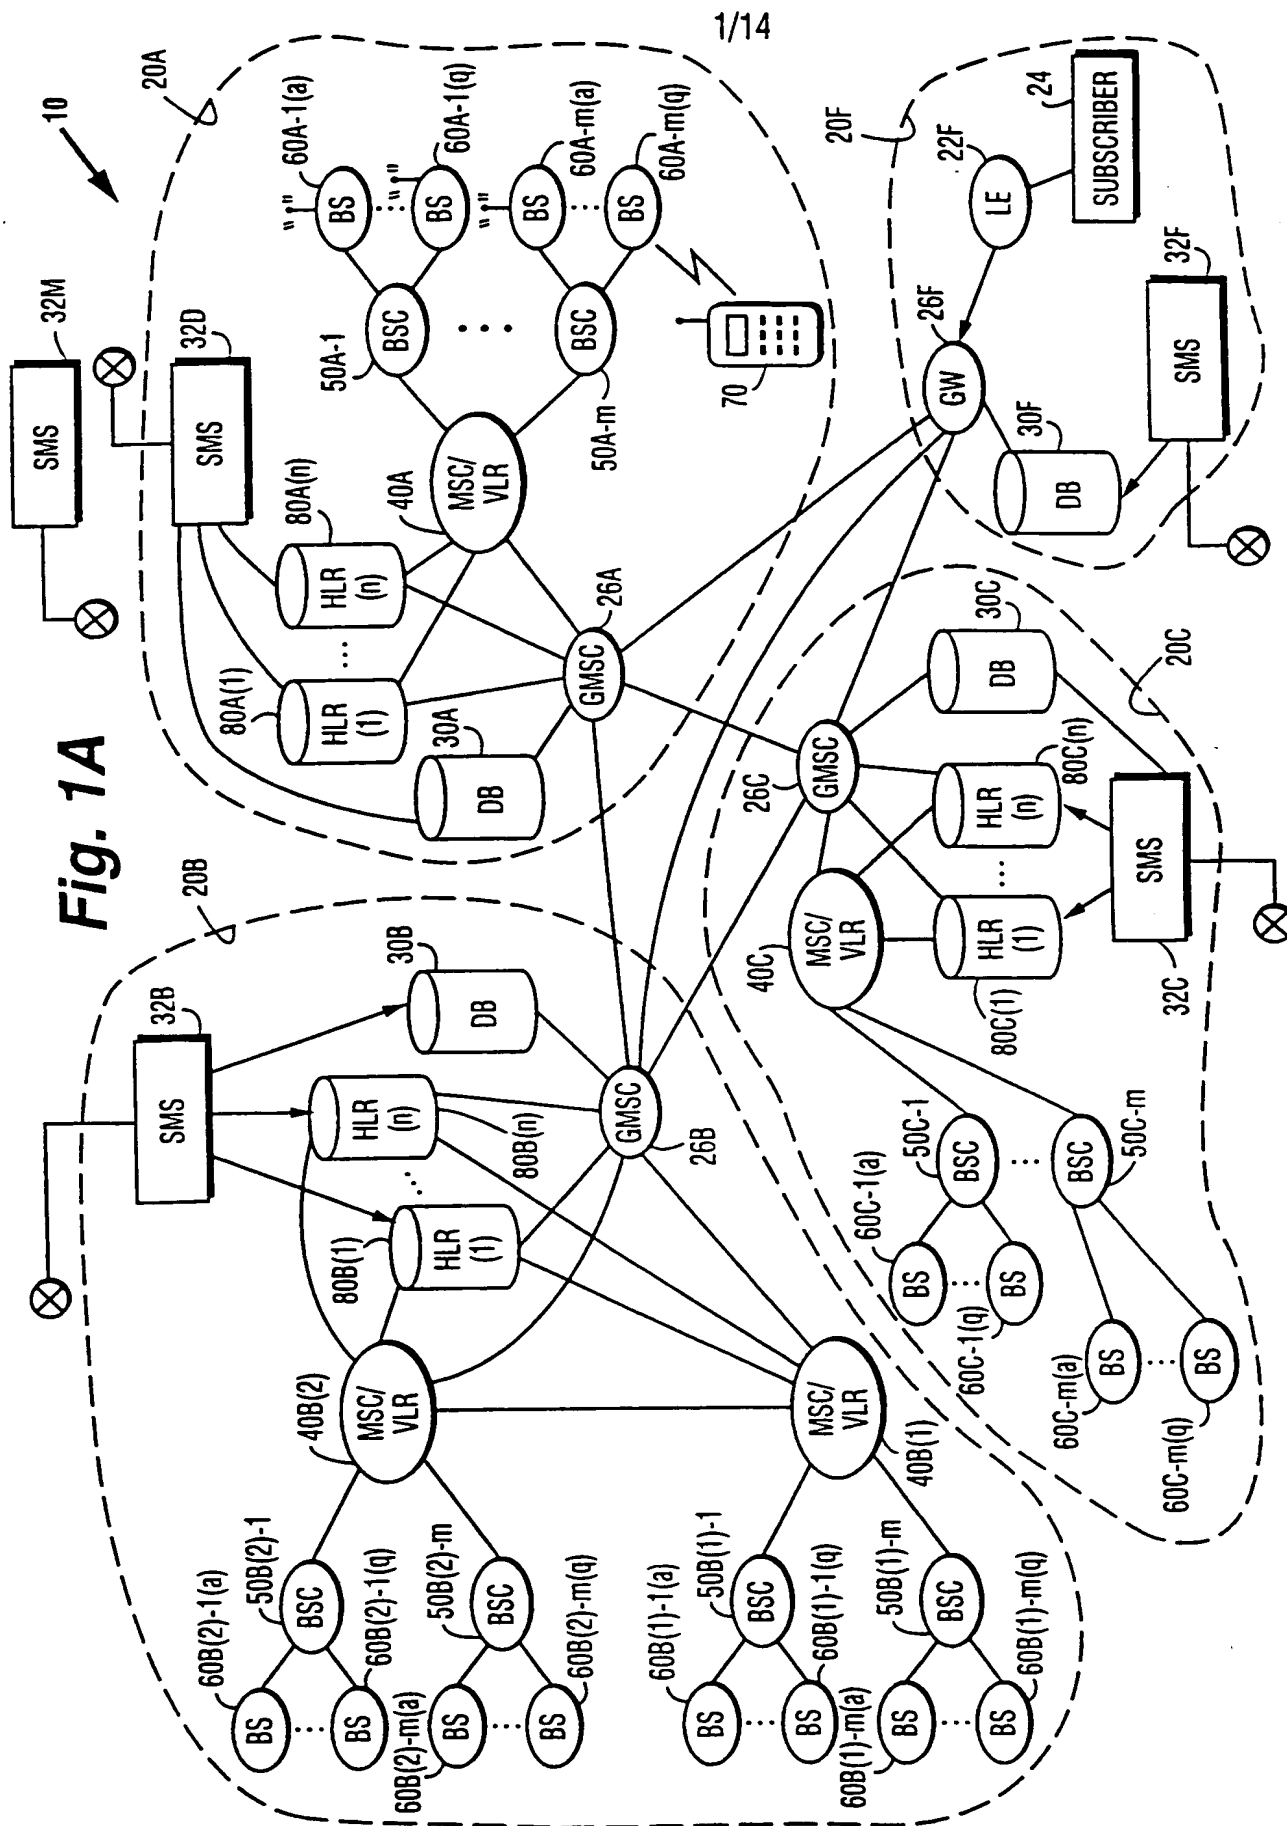 1/14
Fig. 1A
10
20A
32M
SMS
32D
SMS
80A(n)
HLR
(n)
80A(1)
HLR
(1)
30A
DB
40A
MSC/
VLR
26A
GMSC
50A-1
BSC
50A-m
BSC
60A-1(a)
BS
60A-1(q)
BS
60A-m(a)
BS
60A-m(q)
BS
70
20B
32B
SMS
30B
DB
80B(n)
HLR
(n)
80B(1)
HLR
(1)
GMSC
26B
40B(2)
MSC/
VLR
40B(1)
MSC/
VLR
50B(2)-1
BSC
50B(2)-m
BSC
60B(2)-1(a)
BS
60B(2)-1(q)
BS
60B(2)-m(a)
BS
60B(2)-m(q)
BS
50B(1)-1
BSC
50B(1)-m
BSC
60B(1)-1(a)
BS
60B(1)-1(q)
BS
60B(1)-m(a)
BS
60B(1)-m(q)
BS
20C
26C
GMSC
30C
DB
80C(n)
HLR
(n)
80C(1)
HLR
(1)
SMS
32C
40C
MSC/
VLR
50C-1
BSC
50C-m
BSC
60C-1(a)
BS
60C-1(q)
BS
60C-m(a)
BS
60C-m(q)
BS
20F
22F
LE
24
SUBSCRIBER
26F
GW
30F
DB
32F
SMS